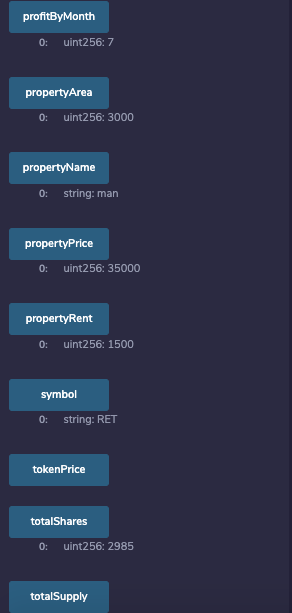 profitByMonth
0: uint256: 7
propertyArea
0: uint256: 3000
propertyName
0: string: man
propertyPrice
0: uint256: 35000
propertyRent
0: uint256: 1500
symbol
0: string: RET
tokenPrice
totalShares
0: uint256: 2985
totalSupply